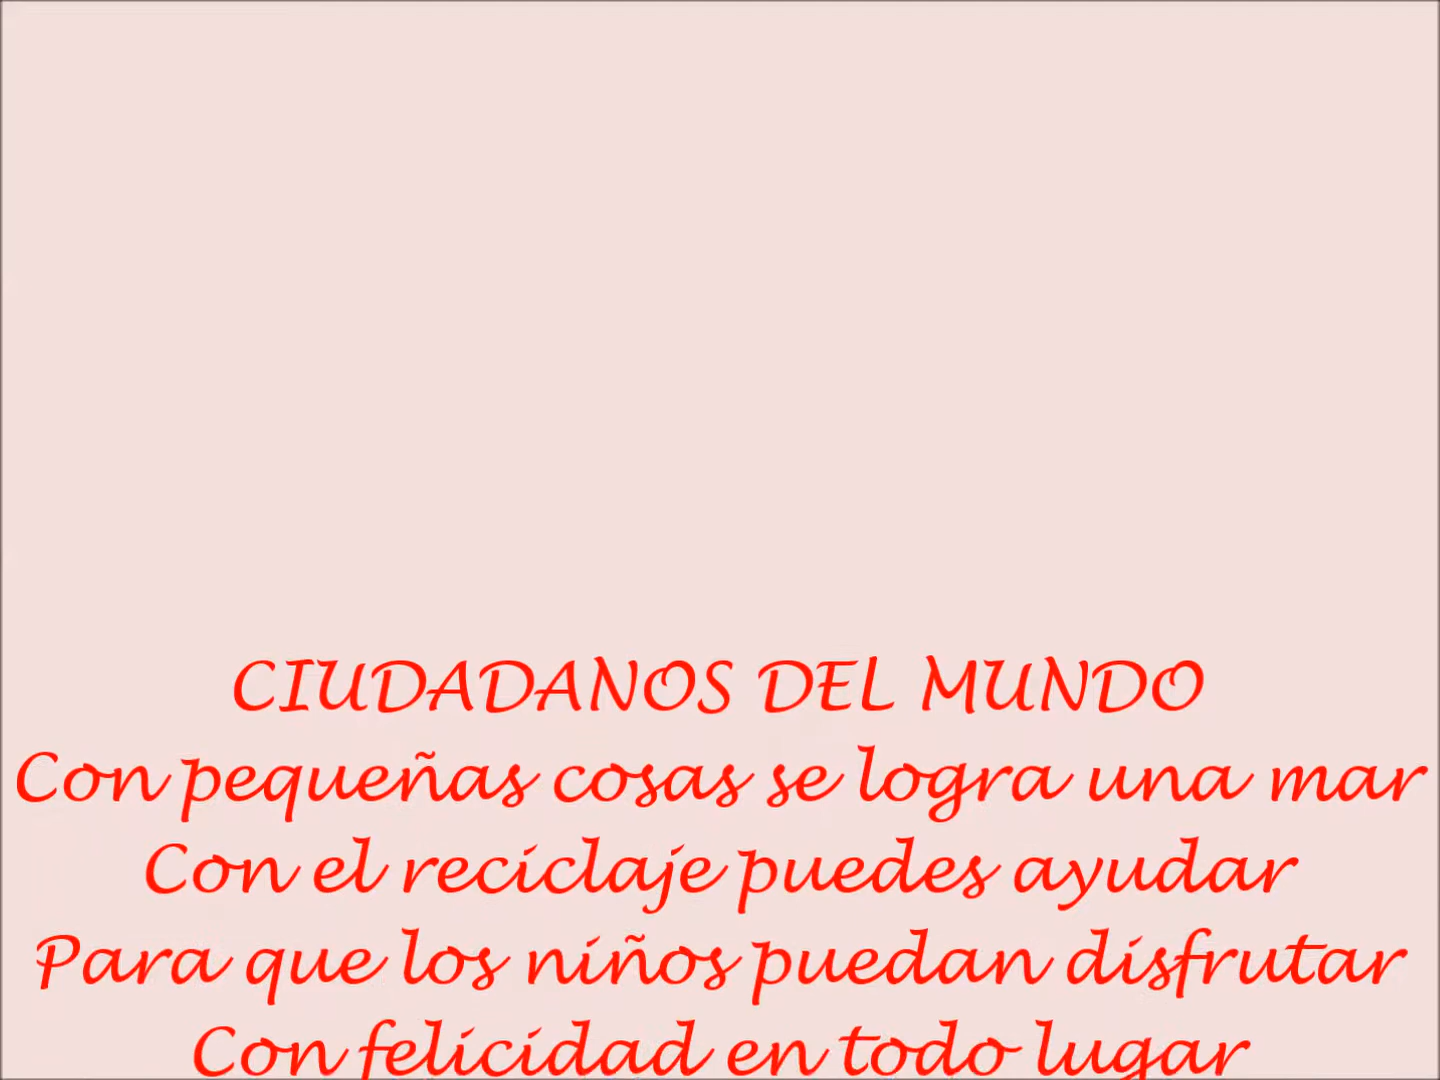 CIUDADANOS DEL MUNDO
Con pequeñas cosas se logra una mar
Con el reciclaje puedes ayudar
Para que los niños puedan disfrutar
Con felicidad en todo lugar